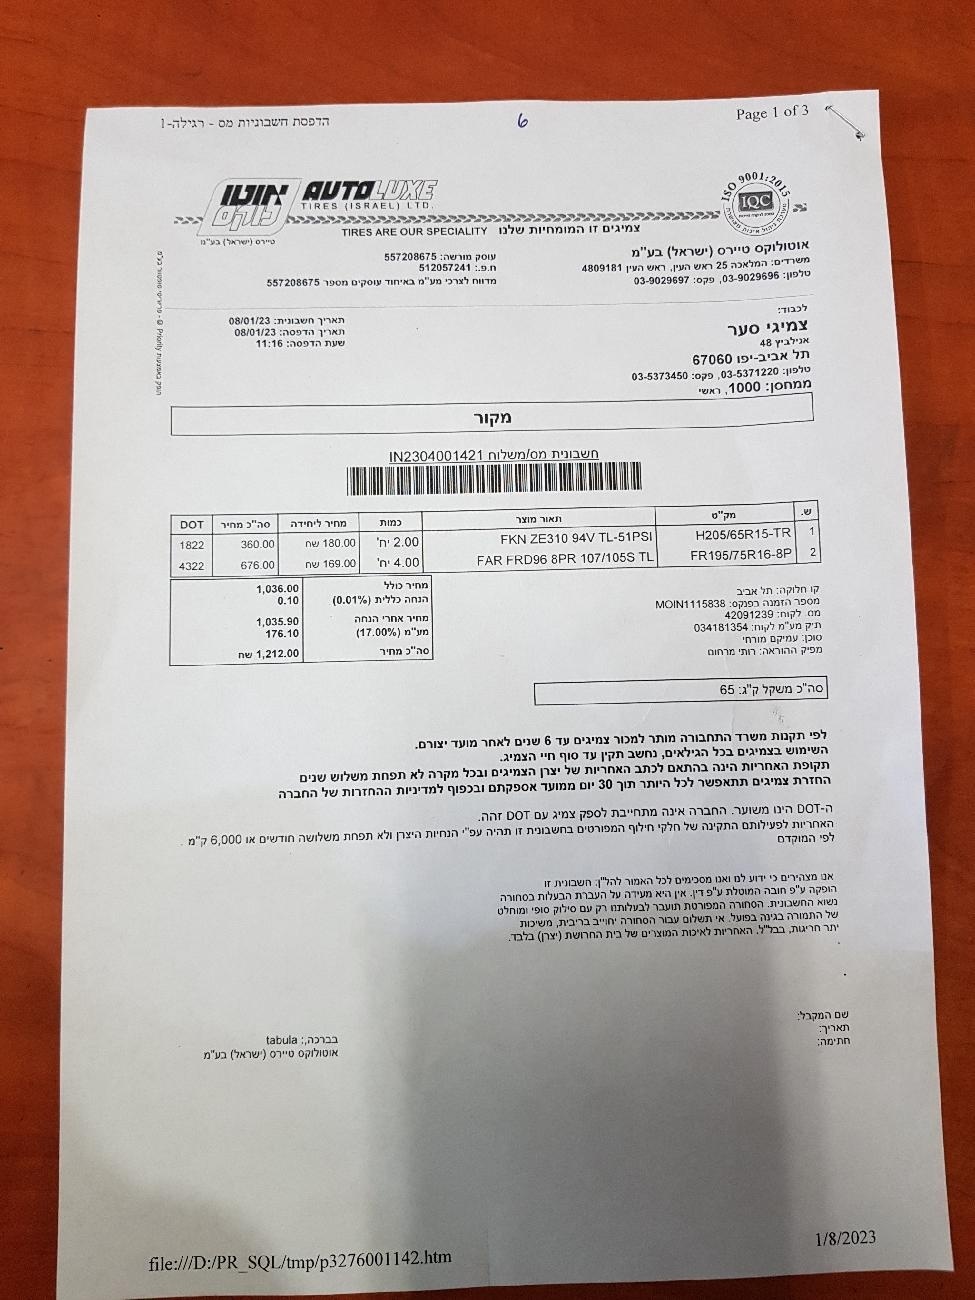 הדפסת חשבוניות מס - רגילה-1
6
Page 1 of 3
אוטו לוקס
טיירס (ישראל) בע"מ
AUTOLUXE
TIRES (ISRAEL) LTD.
ISO 9001:2015
IQC
צמיגים זו המומחיות שלנו TIRES ARE OUR SPECIALITY
אוטולוקס טיירס (ישראל) בע"מ
משרדים: המלאכה 25 ראש העין, ראש העין 4809181
טלפון: 03-9029696, פקס: 03-9029697
עוסק מורשה: 557208675
ח.פ.: 512057241
מדווח לצרכי מע"מ באיחוד עוסקים מספר 557208675
לכבוד:
צמיגי סער
אנילביץ 48
תל אביב-יפו 67060
טלפון: 03-5371220, פקס: 03-5373450
ממחסן: 1000, ראשי
תאריך חשבונית: 08/01/23
תאריך הדפסה: 08/01/23
שעת הדפסה: 11:16
מקור
חשבונית מס/משלוח IN2304001421
ש. מק"ט תאור מוצר כמות מחיר ליחידה סה"כ מחיר DOT
1 H205/65R15-TR FKN ZE310 94V TL-51PSI 2.00 יח' 180.00 שח 360.00 1822
2 FR195/75R16-8P FAR FRD96 8PR 107/105S TL 4.00 יח' 169.00 שח 676.00 4322
מחיר כולל 1,036.00
הנחה כללית (0.01%) 0.10
מחיר אחרי הנחה 1,035.90
מע"מ (17.00%) 176.10
סה"כ מחיר 1,212.00 שח
קו חלוקה: תל אביב
מספר הזמנה בפנקס: MOIN1115838
מס. לקוח: 42091239
תיק מע"מ לקוח: 034181354
סוכן: עמיקם מורחי
מפיק ההוראה: רותי מרחום
סה"כ משקל ק"ג: 65
לפי תקנות משרד התחבורה מותר למכור צמיגים עד 6 שנים לאחר מועד יצורם.
השימוש בצמיגים בכל הגילאים, נחשב תקין עד סוף חיי הצמיג.
תקופת האחריות הינה בהתאם לכתב האחריות של יצרן הצמיגים ובכל מקרה לא תפחת משלוש שנים
החזרת צמיגים תתאפשר לכל היותר תוך 30 יום ממועד אספקתם ובכפוף למדיניות ההחזרות של החברה
ה-DOT הינו משוער. החברה אינה מתחייבת לספק צמיג עם DOT זהה.
האחריות לפעילותם התקינה של חלקי חילוף המפורטים בחשבונית זו תהיה עפ"י הנחיות היצרן ולא תפחת משלושה חודשים או 6,000 ק"מ .
לפי המוקדם
אנו מצהירים כי ידוע לנו ואנו מסכימים לכל האמור להל"ן: חשבונית זו
הופקה ע"פ חובה המוטלת ע"פ דין. אין היא מעידה על העברת הבעלות בסחורה
נשוא החשבונית. הסחורה המפורטת תועבר לבעלותנו רק עם סילוק סופי ומוחלט
של התמורה בגינה בפועל. אי תשלום עבור הסחורה יחוייב בריבית, משיכות
יתר חריגות, בבל"ל. האחריות לאיכות המוצרים של בית החרושת (יצרן) בלבד.
שם המקבל:
תאריך:
חתימה:
בברכה,: tabula
אוטולוקס טיירס (ישראל) בע"מ
file:///D:/PR_SQL/tmp/p3276001142.htm
1/8/2023